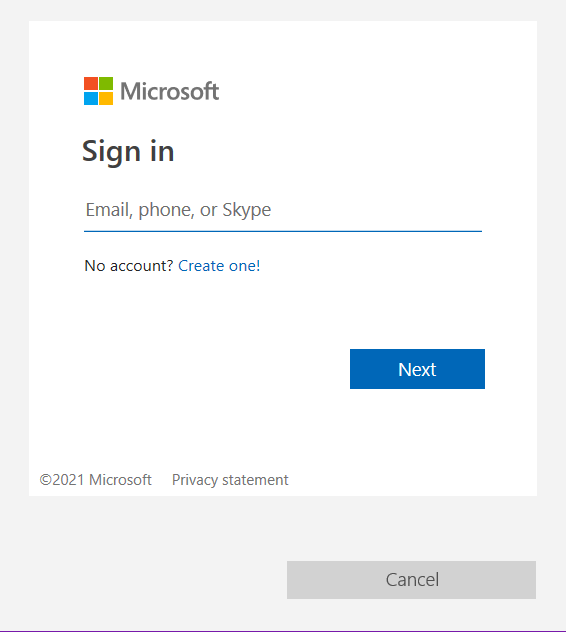 Microsoft
Sign in
Email, phone, or Skype
No account? Create one!
Next
©2021 Microsoft Privacy statement
Cancel